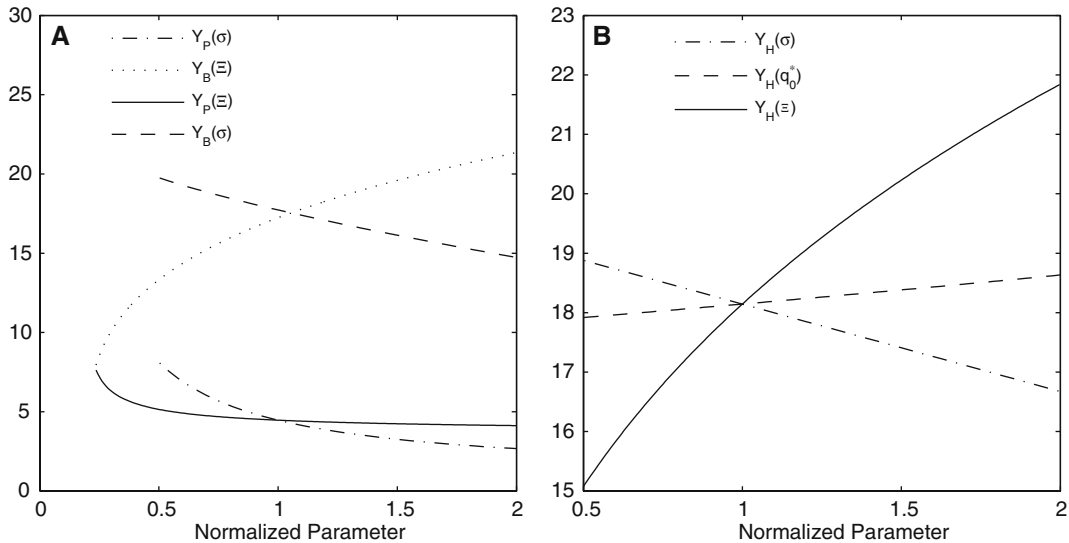 A
Y_P(σ)
Y_B(Ξ)
Y_P(Ξ)
Y_B(σ)
30
25
20
15
10
5
0
0
0.5
1
1.5
2
Normalized Parameter
B
Y_H(σ)
Y_H(q_0^*)
Y_H(Ξ)
23
22
21
20
19
18
17
16
15
0.5
1
1.5
2
Normalized Parameter